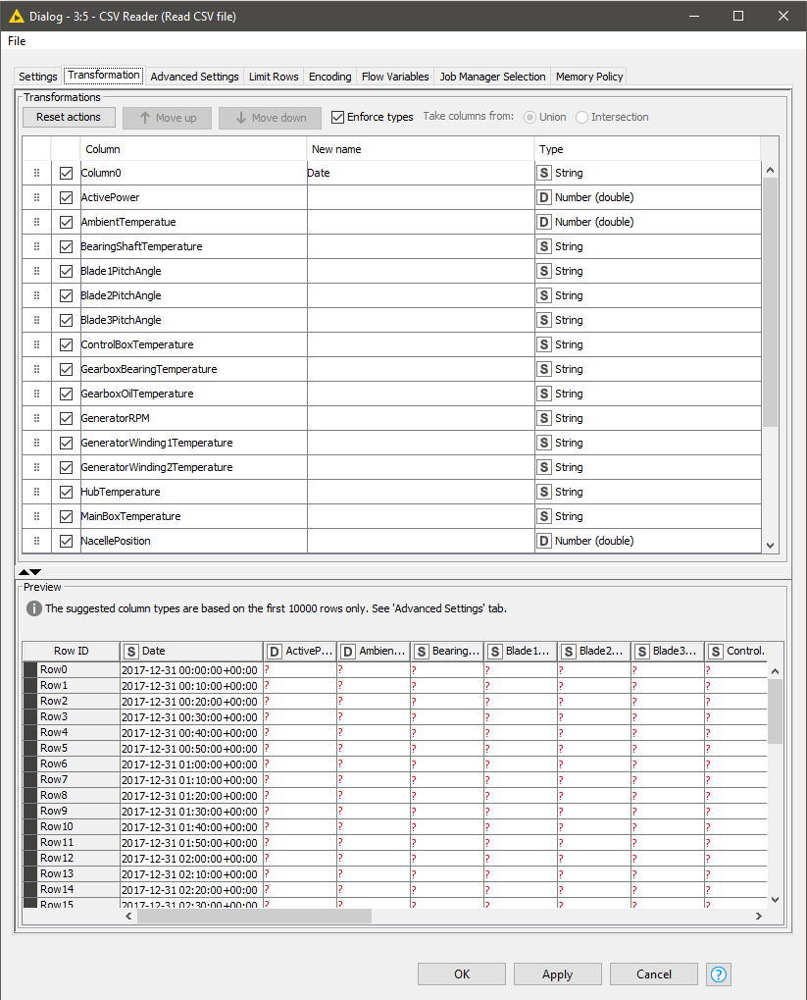 Dialog - 3:5 - CSV Reader (Read CSV file)
File
Settings Transformation Advanced Settings Limit Rows Encoding Flow Variables Job Manager Selection Memory Policy
Transformations
Reset actions Move up Move down Enforce types Take columns from: Union Intersection
Column New name Type
Column0 Date S String
ActivePower D Number (double)
AmbientTemperatue D Number (double)
BearingShaftTemperature S String
Blade1PitchAngle S String
Blade2PitchAngle S String
Blade3PitchAngle S String
ControlBoxTemperature S String
GearboxBearingTemperature S String
GearboxOilTemperature S String
GeneratorRPM S String
GeneratorWinding1Temperature S String
GeneratorWinding2Temperature S String
HubTemperature S String
MainBoxTemperature S String
NacellePosition D Number (double)
Preview
i The suggested column types are based on the first 10000 rows only. See 'Advanced Settings' tab.
Row ID S Date D ActiveP... D Ambien... S Bearing... S Blade1... S Blade2... S Blade3... S Control...
Row0 2017-12-31 00:00:00+00:00 ? ? ? ? ? ? ?
Row1 2017-12-31 00:10:00+00:00 ? ? ? ? ? ? ?
Row2 2017-12-31 00:20:00+00:00 ? ? ? ? ? ? ?
Row3 2017-12-31 00:30:00+00:00 ? ? ? ? ? ? ?
Row4 2017-12-31 00:40:00+00:00 ? ? ? ? ? ? ?
Row5 2017-12-31 00:50:00+00:00 ? ? ? ? ? ? ?
Row6 2017-12-31 01:00:00+00:00 ? ? ? ? ? ? ?
Row7 2017-12-31 01:10:00+00:00 ? ? ? ? ? ? ?
Row8 2017-12-31 01:20:00+00:00 ? ? ? ? ? ? ?
Row9 2017-12-31 01:30:00+00:00 ? ? ? ? ? ? ?
Row10 2017-12-31 01:40:00+00:00 ? ? ? ? ? ? ?
Row11 2017-12-31 01:50:00+00:00 ? ? ? ? ? ? ?
Row12 2017-12-31 02:00:00+00:00 ? ? ? ? ? ? ?
Row13 2017-12-31 02:10:00+00:00 ? ? ? ? ? ? ?
Row14 2017-12-31 02:20:00+00:00 ? ? ? ? ? ? ?
Row15 2017-12-31 02:30:00+00:00 ? ? ? ? ? ? ?
OK Apply Cancel ?